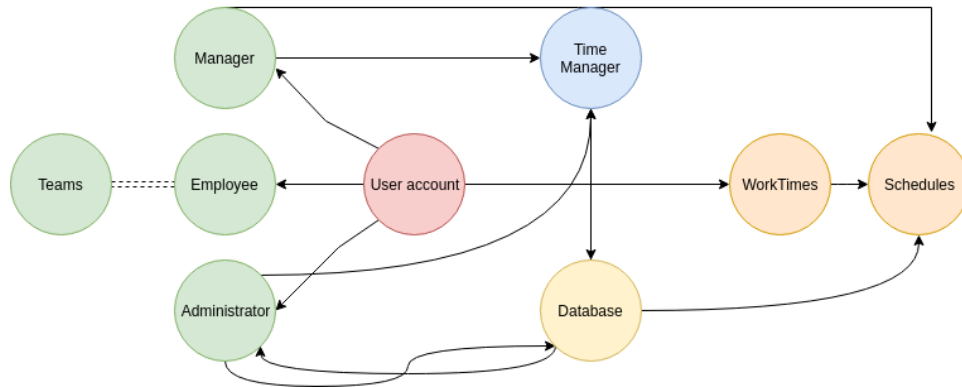 Manager
Time
Manager
Teams
Employee
User account
WorkTimes
Schedules
Administrator
Database